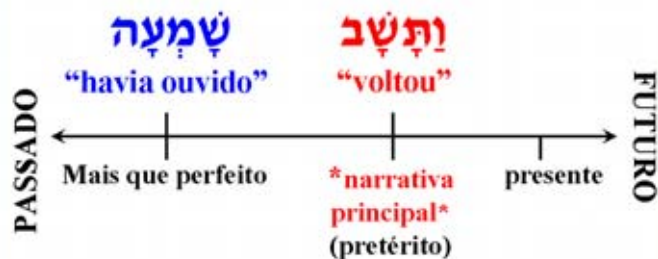 שָׁמְעָה
וַתָּשָׁב
“havia ouvido”
“voltou”
PASSADO
FUTURO
Mais que perfeito
*narrativa
principal*
(pretérito)
presente